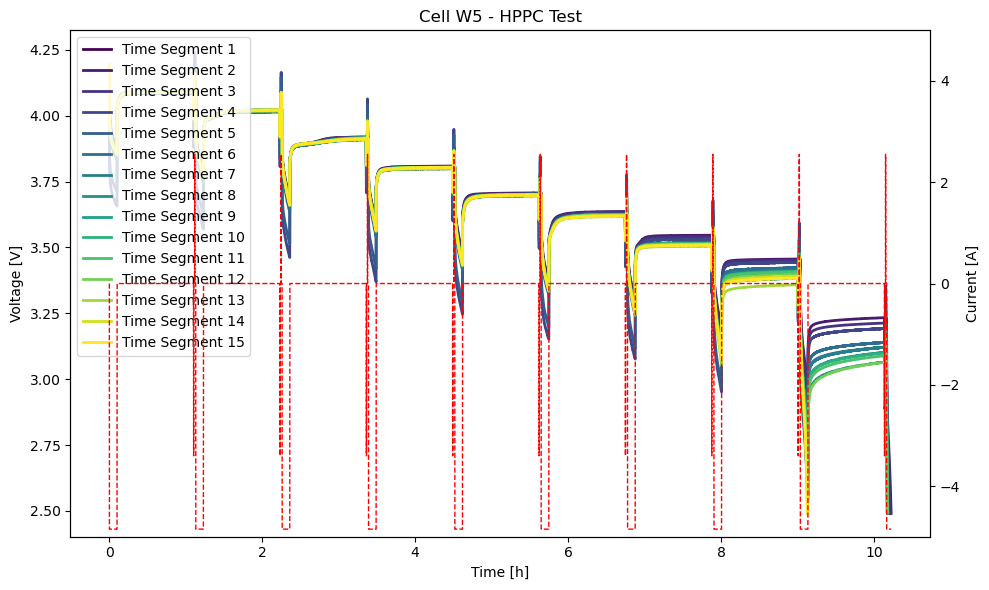 Cell W5 - HPPC Test
Time Segment 1
Time Segment 2
Time Segment 3
Time Segment 4
Time Segment 5
Time Segment 6
Time Segment 7
Time Segment 8
Time Segment 9
Time Segment 10
Time Segment 11
Time Segment 12
Time Segment 13
Time Segment 14
Time Segment 15
Voltage [V]
4.25
4.00
3.75
3.50
3.25
3.00
2.75
2.50
Current [A]
4
2
0
−2
−4
0 2 4 6 8 10
Time [h]